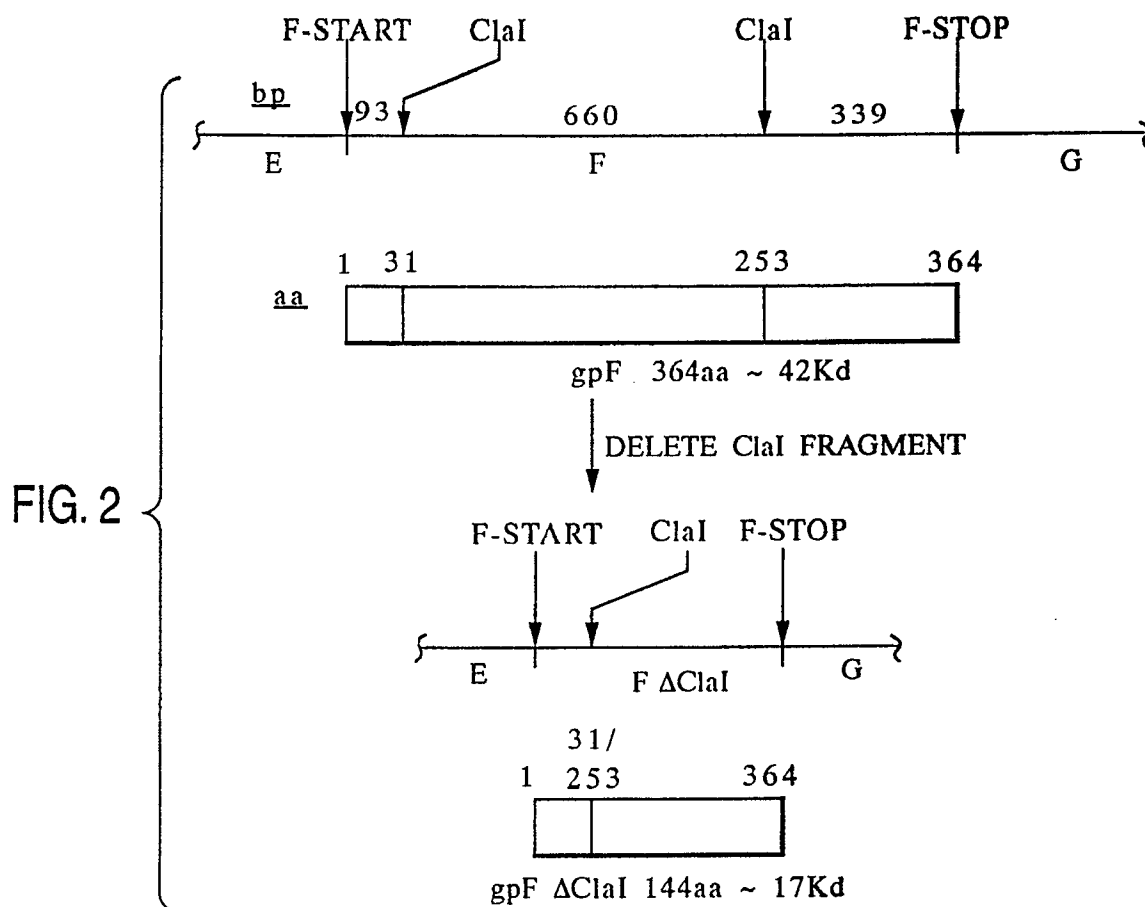 F-START ClaI ClaI F-STOP
bp 93 660 339
E F G
1 31 253 364
aa
gpF 364aa ~ 42Kd
DELETE ClaI FRAGMENT
FIG. 2
F-START ClaI F-STOP
E F ΔClaI G
31/
1 253 364
gpF ΔClaI 144aa ~ 17Kd